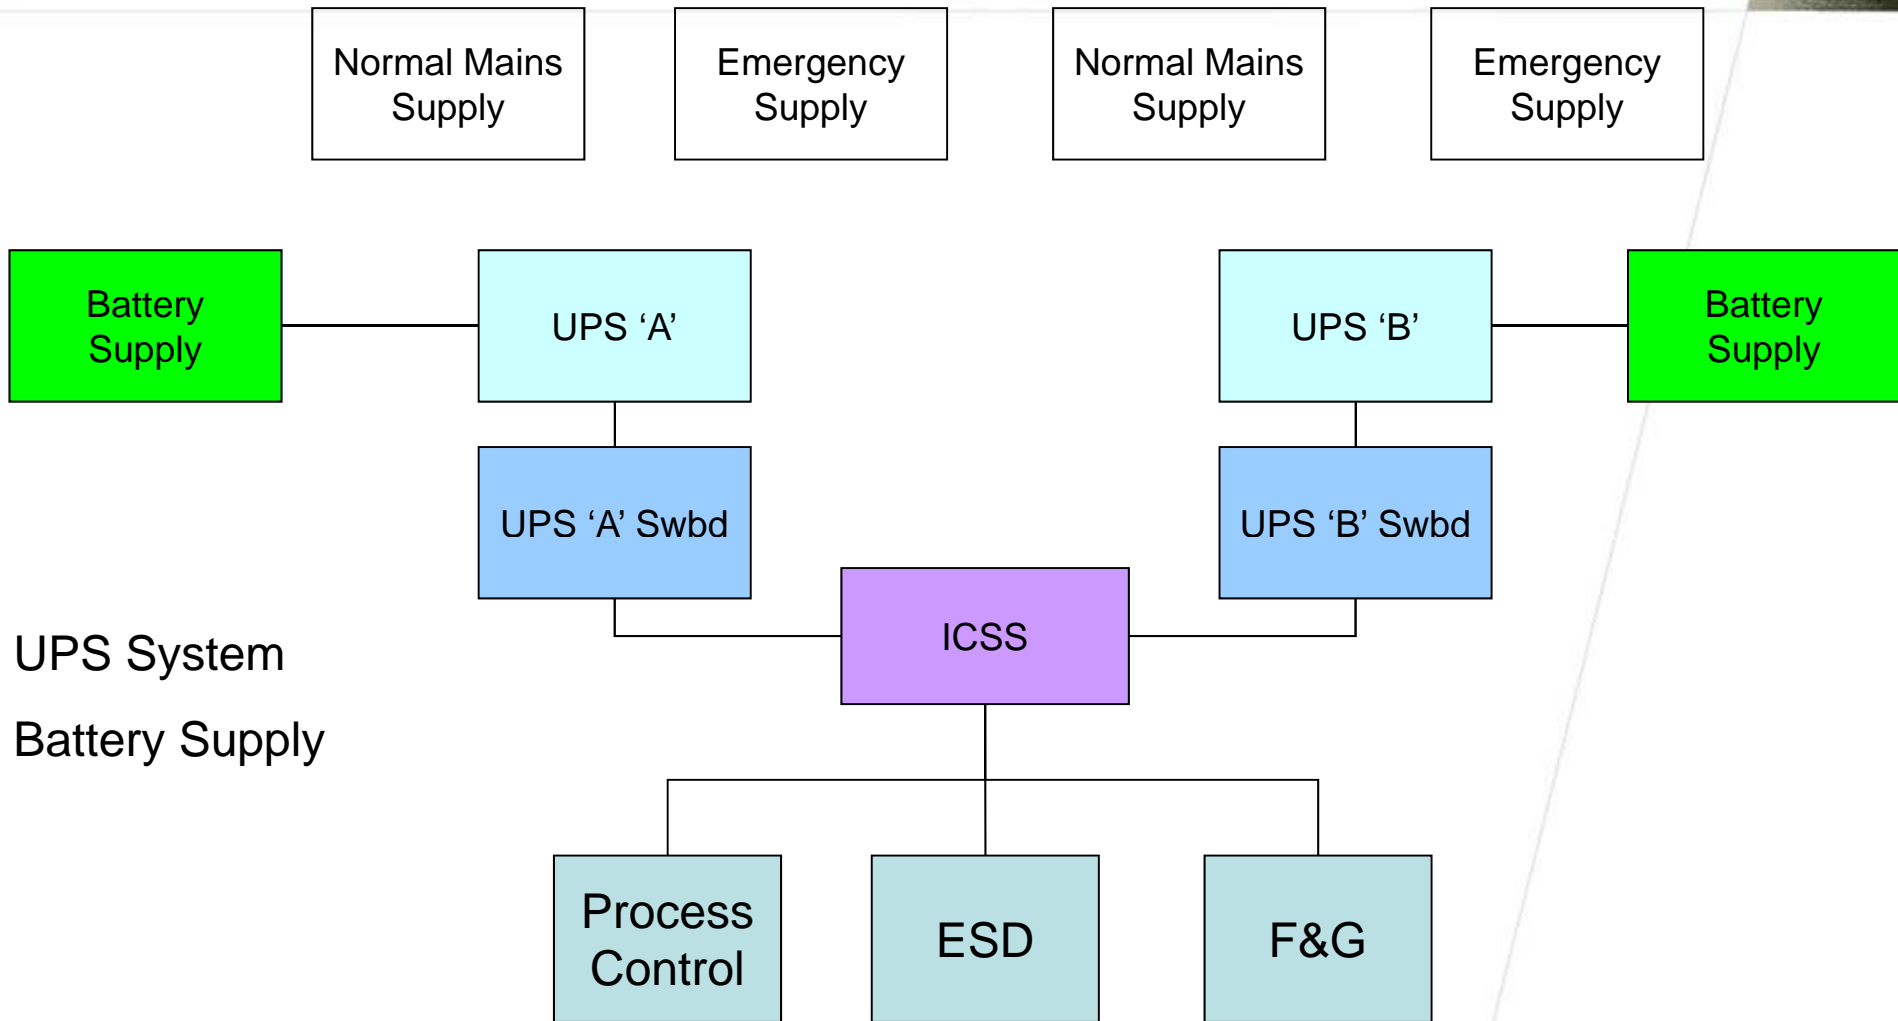 Normal Mains
Supply
Emergency
Supply
Normal Mains
Supply
Emergency
Supply
Battery
Supply
UPS ‘A’
UPS ‘B’
Battery
Supply
UPS ‘A’ Swbd
UPS ‘B’ Swbd
ICSS
UPS System
Battery Supply
Process
Control
ESD
F&G